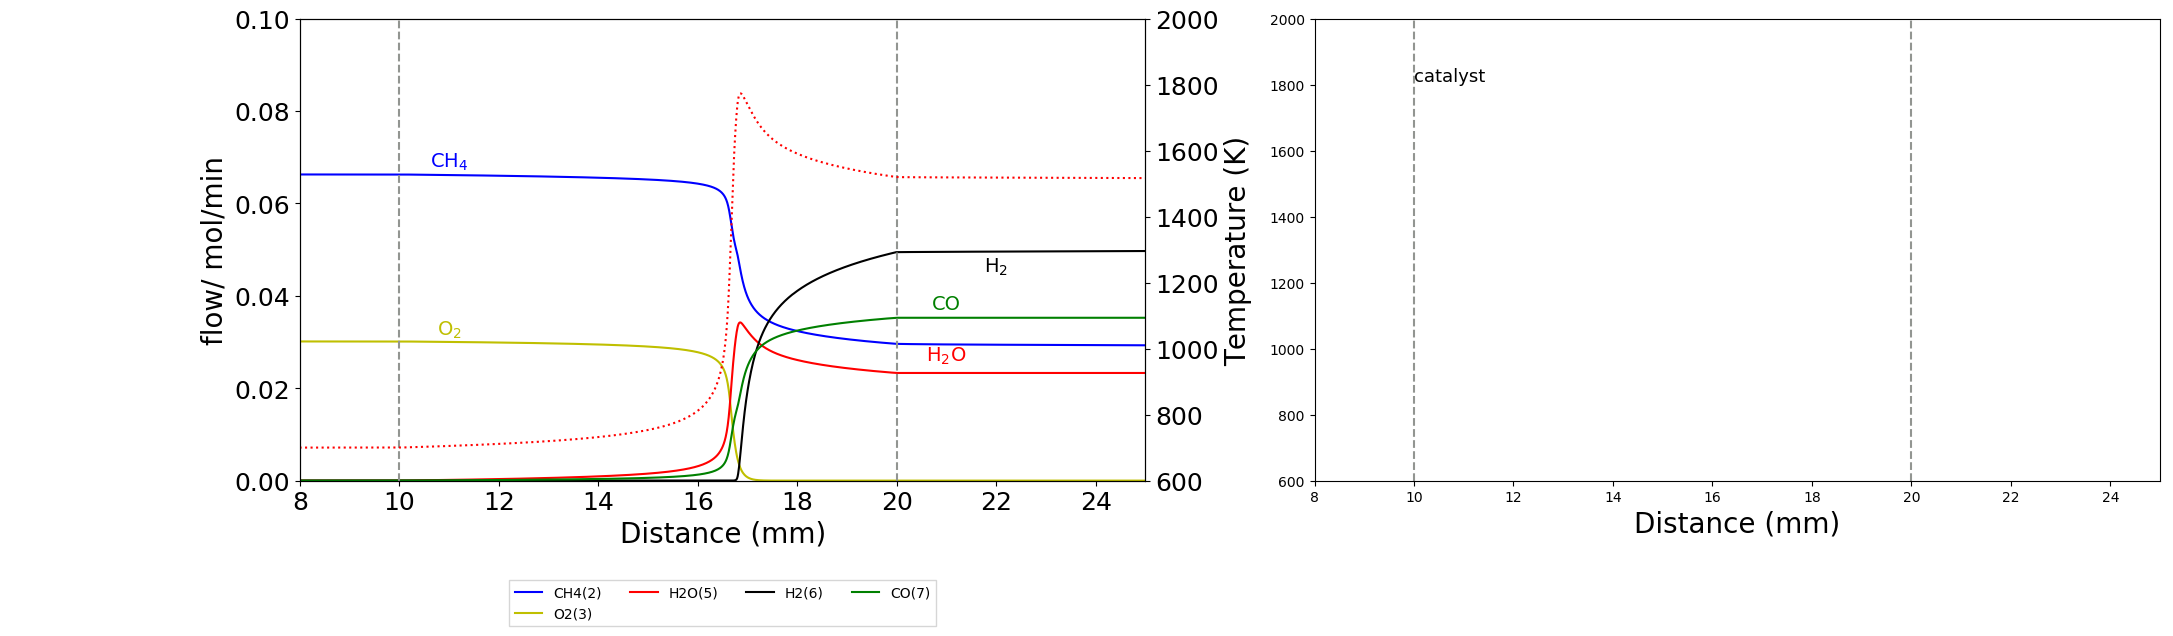 0.10
0.08
0.06
0.04
0.02
0.00
flow/ mol/min
8 10 12 14 16 18 20 22 24
Distance (mm)
CH₄
O₂
H₂
CO
H₂O
2000
1800
1600
1400
1200
1000
800
600
Temperature (K)
CH4(2) H2O(5) H2(6) CO(7)
O2(3)
2000
1800
1600
1400
1200
1000
800
600
catalyst
8 10 12 14 16 18 20 22 24
Distance (mm)